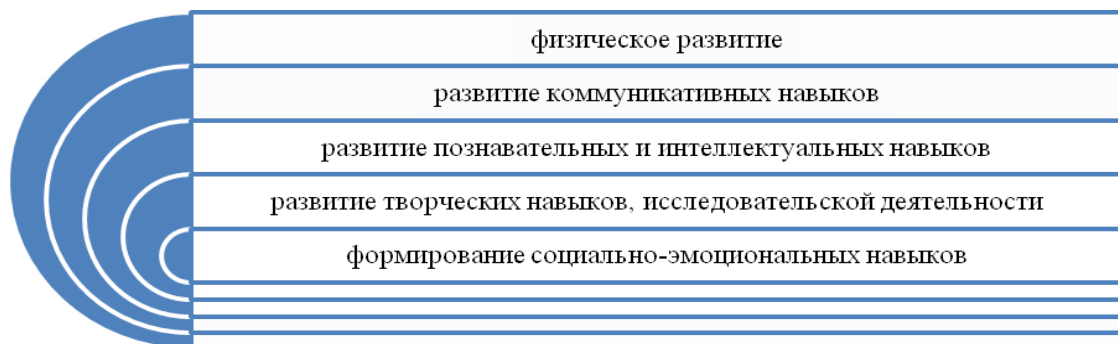 физическое развитие
развитие коммуникативных навыков
развитие познавательных и интеллектуальных навыков
развитие творческих навыков, исследовательской деятельности
формирование социально-эмоциональных навыков